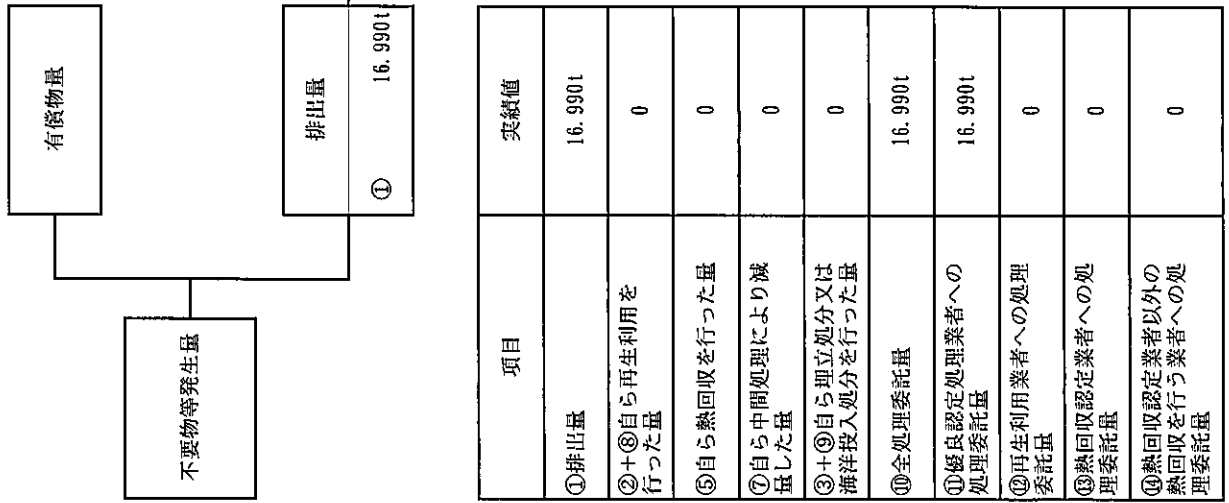 不要物等発生量
有償物量
排出量
① 16.990t
項目 実績値
①排出量 16.990t
②+⑧自ら再生利用を
行った量 0
⑤自ら熱回収を行った量 0
⑦自ら中間処理により減
量した量 0
③+⑨自ら埋立処分又は
海洋投入処分を行った量 0
⑩全処理委託量 16.990t
⑪優良認定処理業者への
処理委託量 16.990t
⑫再生利用業者への処理
委託量 0
⑬熱回収認定業者への処
理委託量 0
⑭熱回収認定業者以外の
熱回収を行う業者への処
理委託量 0